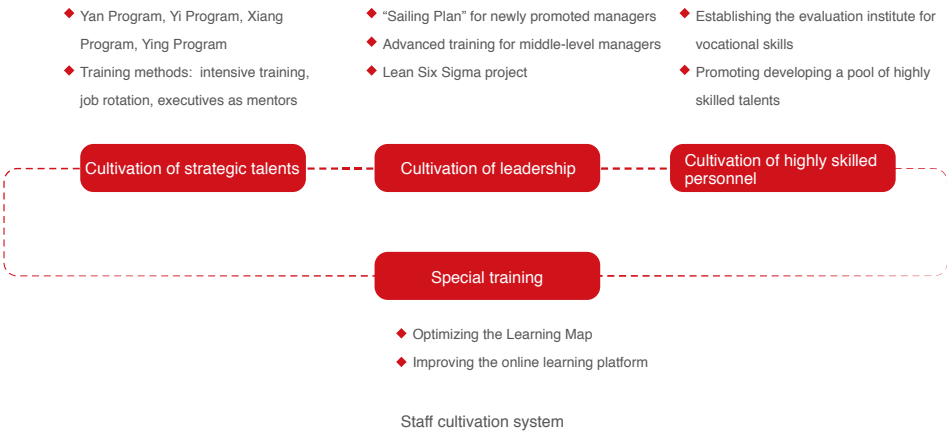 Yan Program, Yi Program, Xiang
Program, Ying Program
Training methods: intensive training,
job rotation, executives as mentors
“Sailing Plan” for newly promoted managers
Advanced training for middle-level managers
Lean Six Sigma project
Establishing the evaluation institute for
vocational skills
Promoting developing a pool of highly
skilled talents
Cultivation of strategic talents
Cultivation of leadership
Cultivation of highly skilled
personnel
Special training
Optimizing the Learning Map
Improving the online learning platform
Staff cultivation system